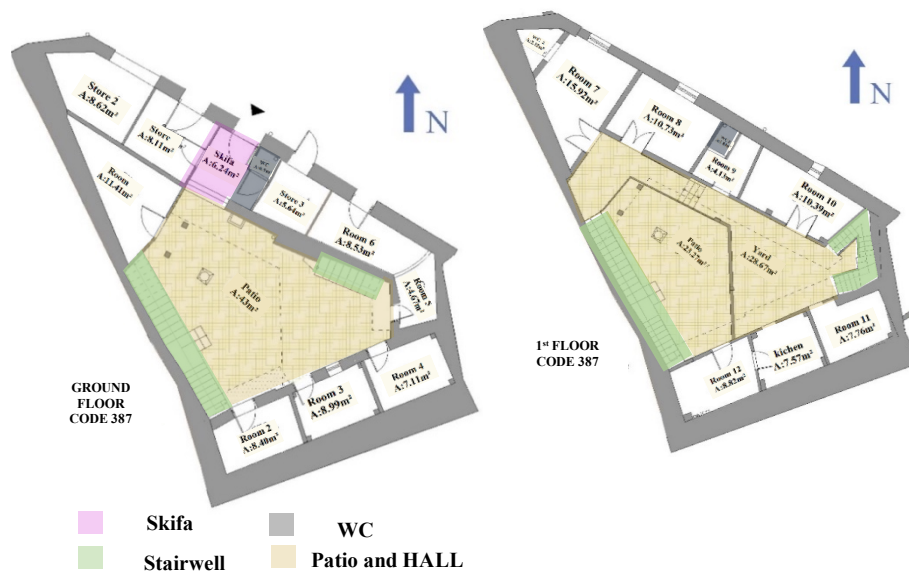 Store 2
A:8.62m²
Store
A:8.11m²
Skifa
A:6.24m²
WC
Room
A:11.41m²
Store 3
A:5.64m²
Room 6
A:8.53m²
Room 5
A:4.67m²
Patio
A:43m²
Room 4
A:7.11m²
Room 3
A:8.99m²
Room 2
A:8.40m²
N
GROUND
FLOOR
CODE 387
Room 7
A:15.92m²
Room 8
A:10.73m²
Room 9
A:4.13m²
Room 10
A:10.39m²
Patio
A:23.27m²
Yard
A:28.67m²
Room 11
A:7.76m²
kichen
A:7.57m²
Room 12
A:8.82m²
N
1st FLOOR
CODE 387
Skifa
WC
Stairwell
Patio and HALL